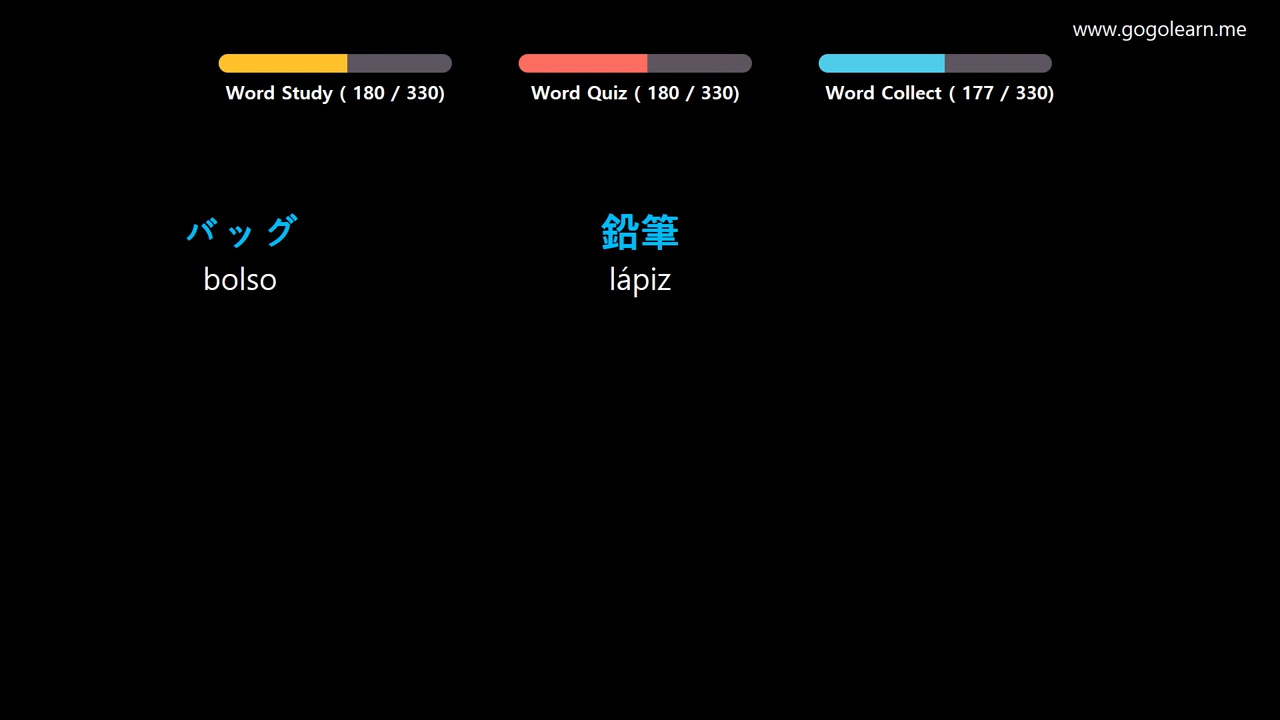 www.gogolearn.me
Word Study ( 180 / 330)
Word Quiz ( 180 / 330)
Word Collect ( 177 / 330)
バッグ
bolso
鉛筆
lápiz